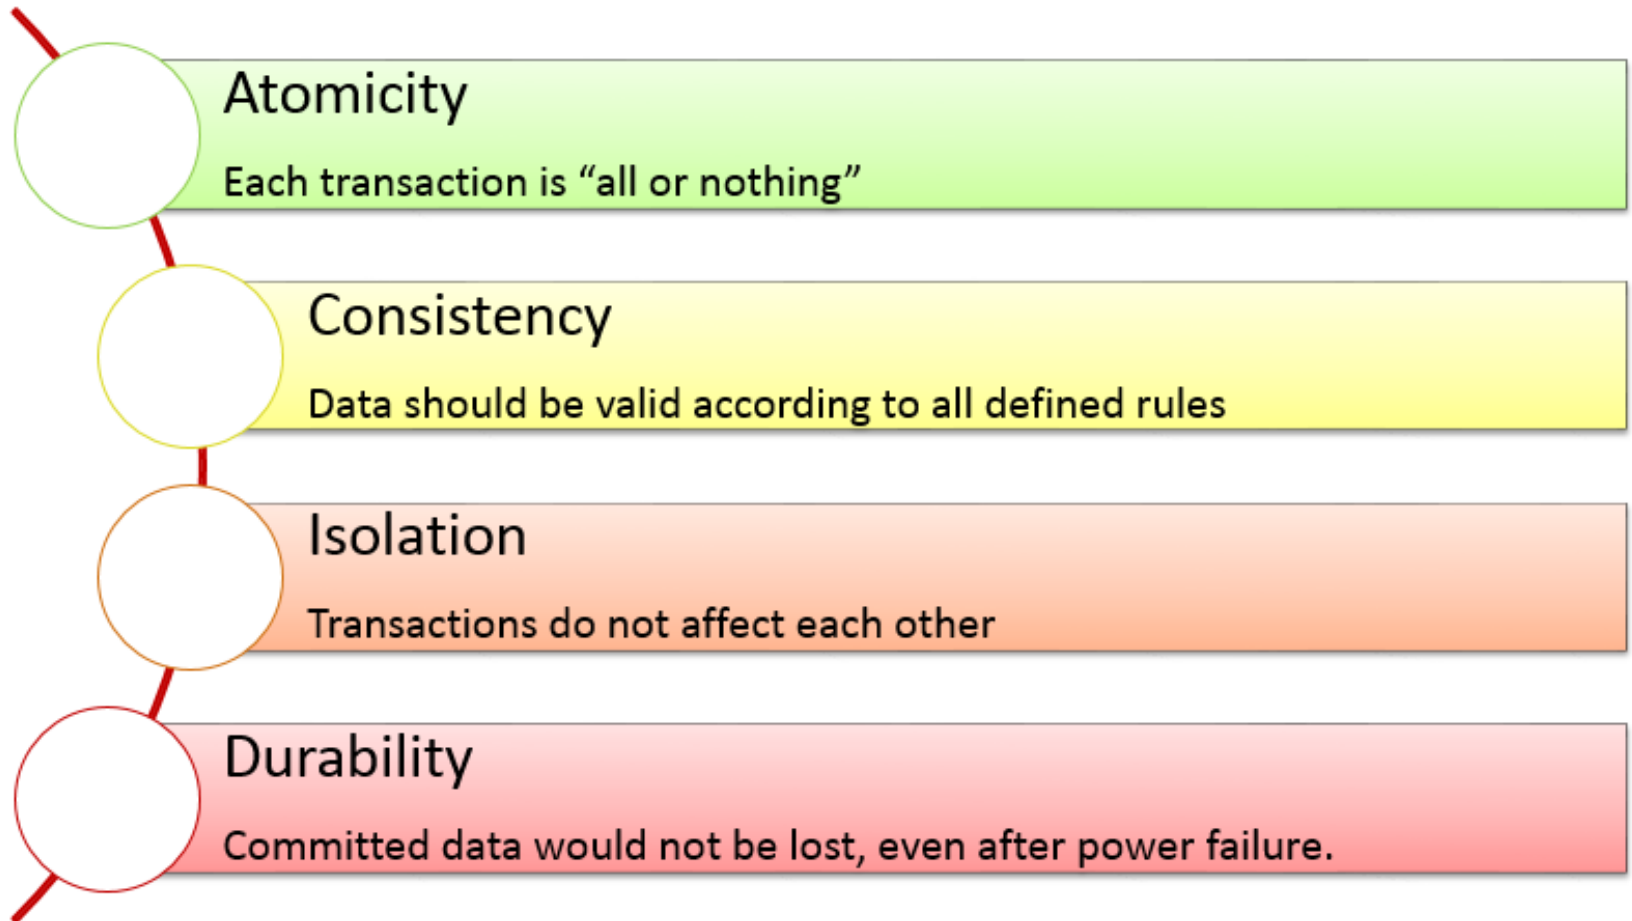 Atomicity
Each transaction is “all or nothing”
Consistency
Data should be valid according to all defined rules
Isolation
Transactions do not affect each other
Durability
Committed data would not be lost, even after power failure.